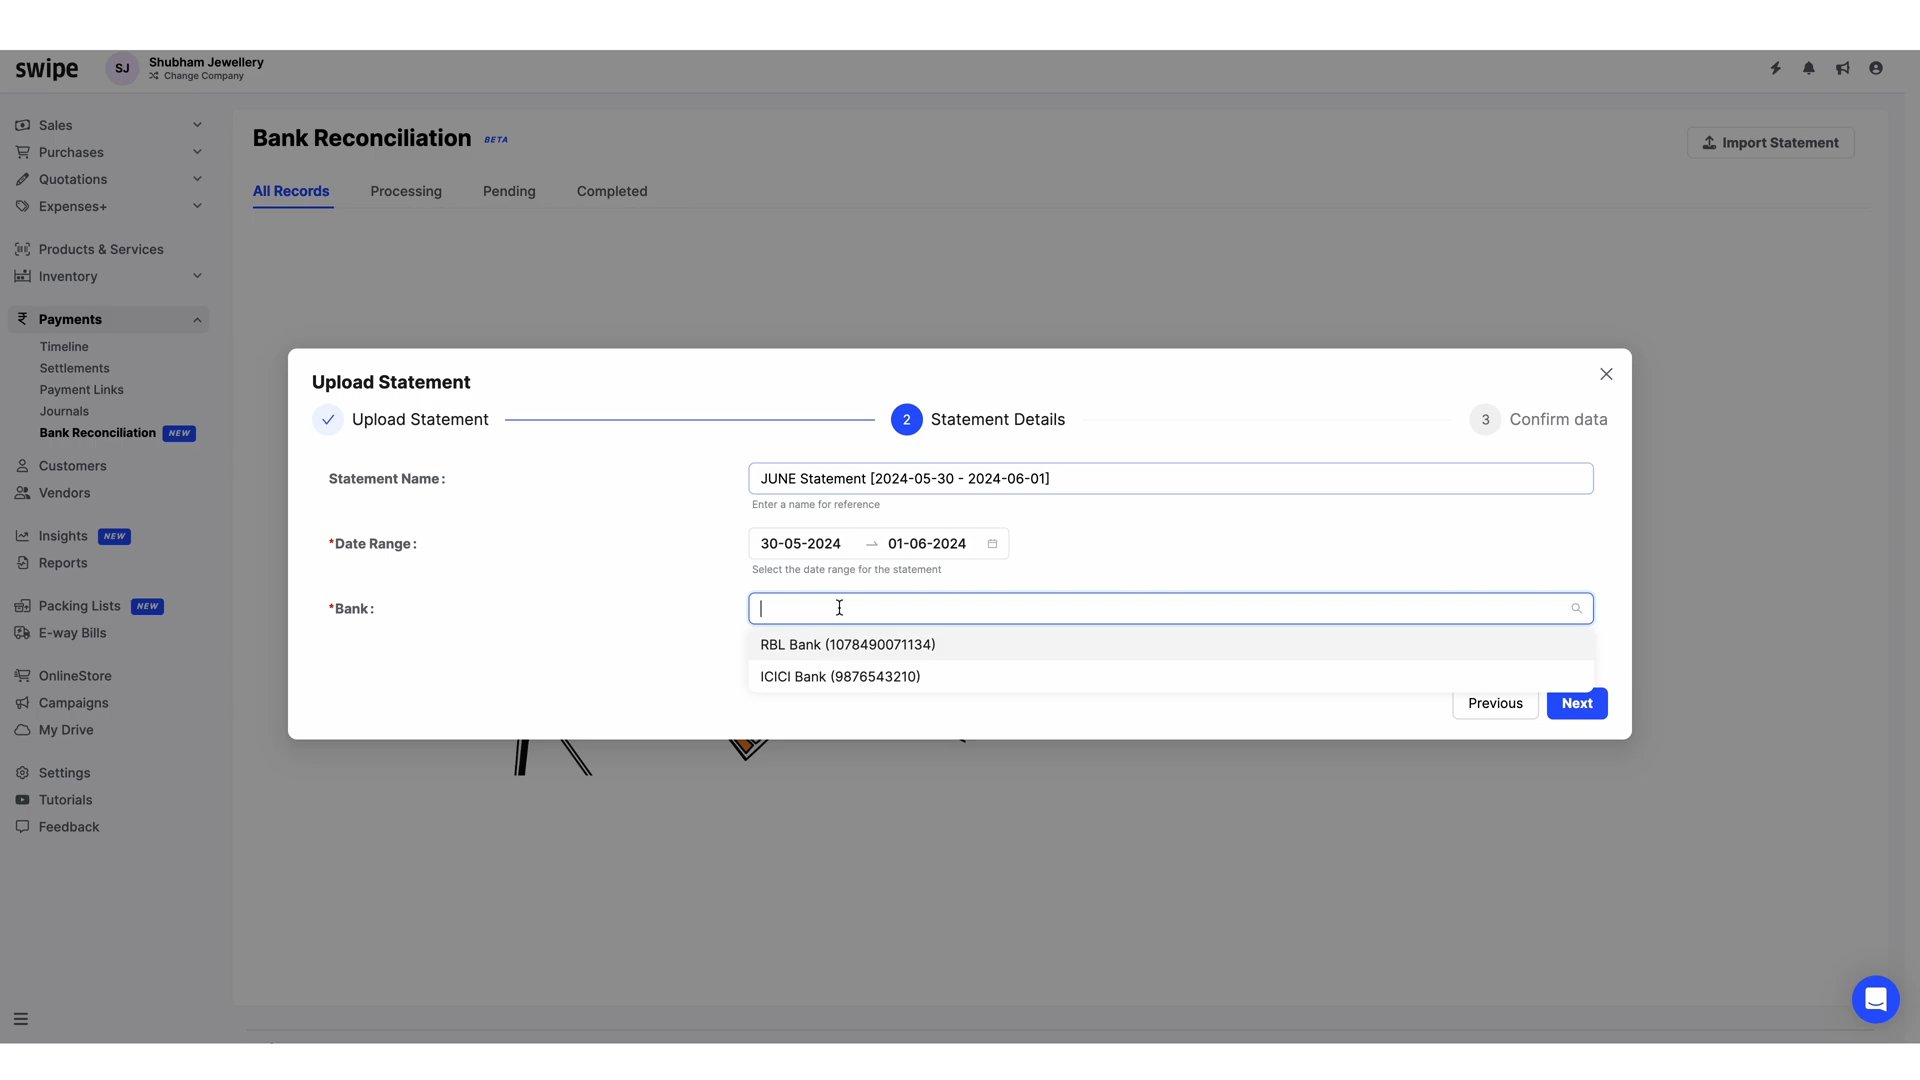 swipe
SJ
Shubham Jewellery
Change Company
Sales
Purchases
Quotations
Expenses+
Products & Services
Inventory
₹ Payments
Timeline
Settlements
Payment Links
Journals
Bank Reconciliation NEW
Customers
Vendors
Insights NEW
Reports
Packing Lists NEW
E-way Bills
OnlineStore
Campaigns
My Drive
Settings
Tutorials
Feedback
Bank Reconciliation BETA
Import Statement
All Records Processing Pending Completed
Upload Statement
Upload Statement 2 Statement Details 3 Confirm data
Statement Name : JUNE Statement [2024-05-30 - 2024-06-01]
Enter a name for reference
*Date Range : 30-05-2024 → 01-06-2024
Select the date range for the statement
*Bank :
RBL Bank (1078490071134)
ICICI Bank (9876543210)
Previous Next